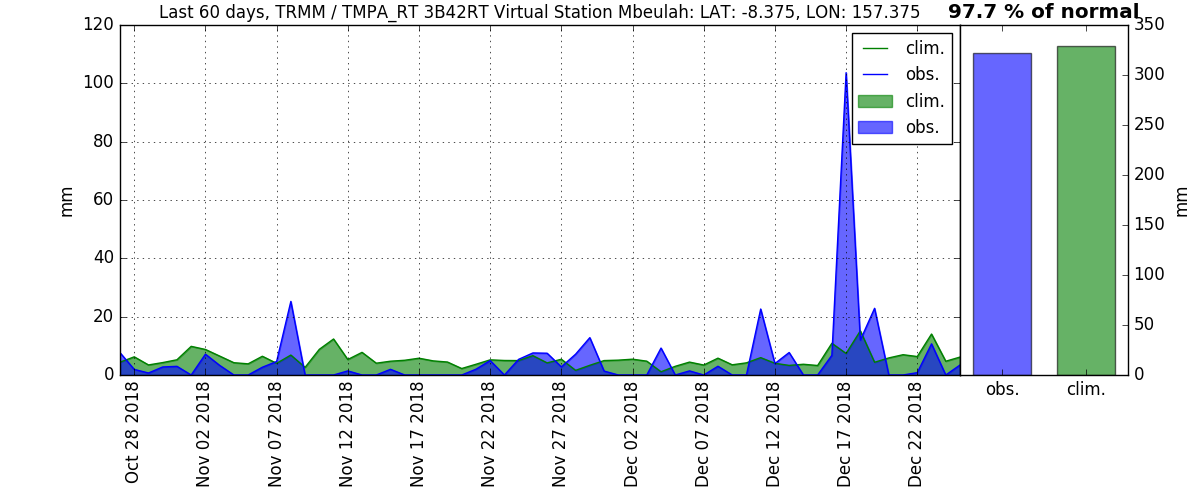 Last 60 days, TRMM / TMPA_RT 3B42RT Virtual Station Mbeulah: LAT: -8.375, LON: 157.375
97.7 % of normal
120
100
80
60
40
20
0
mm
clim.
obs.
clim.
obs.
350
300
250
200
150
100
50
0
mm
Oct 28 2018
Nov 02 2018
Nov 07 2018
Nov 12 2018
Nov 17 2018
Nov 22 2018
Nov 27 2018
Dec 02 2018
Dec 07 2018
Dec 12 2018
Dec 17 2018
Dec 22 2018
obs.
clim.